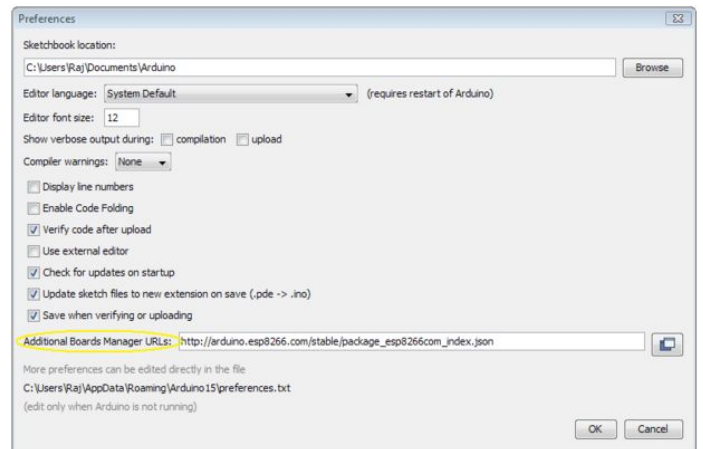 Preferences
Sketchbook location:
C:\Users\Raj\Documents\Arduino Browse
Editor language: System Default (requires restart of Arduino)
Editor font size: 12
Show verbose output during: compilation upload
Compiler warnings: None
Display line numbers
Enable Code Folding
Verify code after upload
Use external editor
Check for updates on startup
Update sketch files to new extension on save (.pde -> .ino)
Save when verifying or uploading
Additional Boards Manager URLs: http://arduino.esp8266.com/stable/package_esp8266com_index.json
More preferences can be edited directly in the file
C:\Users\Raj\AppData\Roaming\Arduino15\preferences.txt
(edit only when Arduino is not running)
OK Cancel